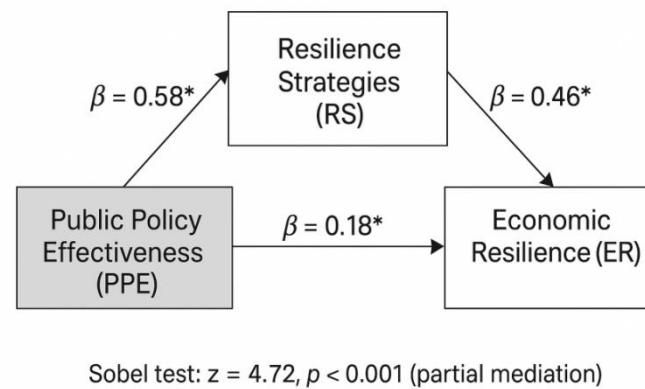 Resilience
Strategies
(RS)
β = 0.58*
β = 0.46*
Public Policy
Effectiveness
(PPE)
β = 0.18*
Economic
Resilience (ER)
Sobel test: z = 4.72, p < 0.001 (partial mediation)